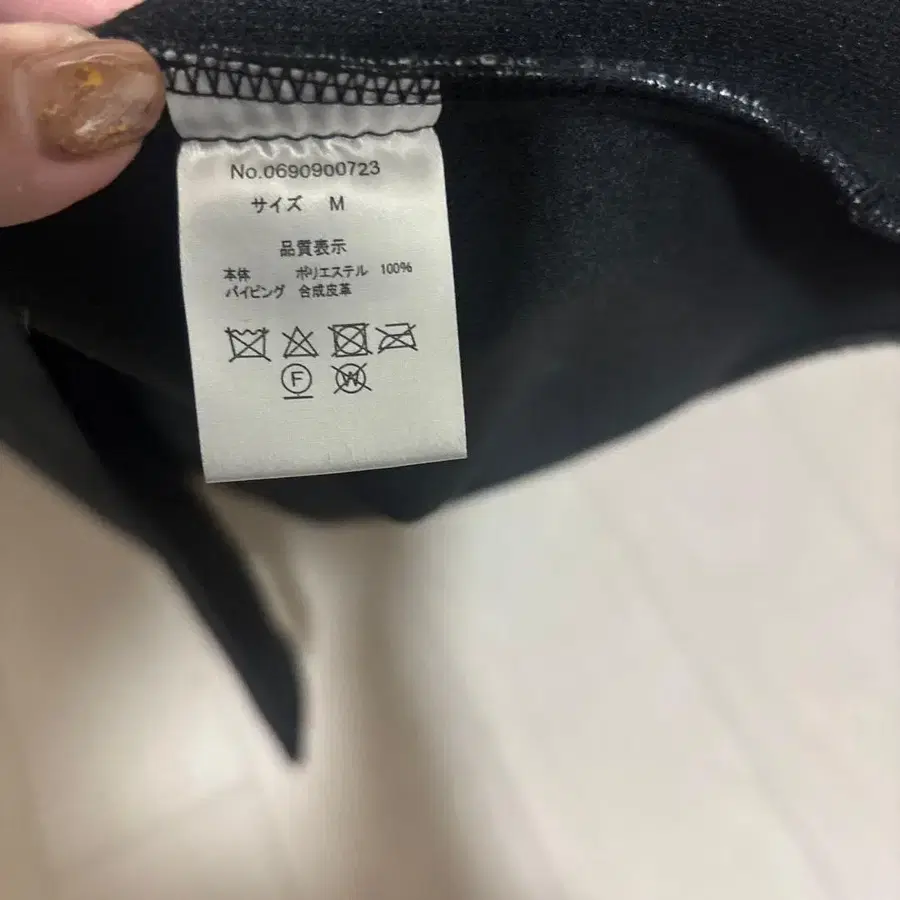 No.0690900723
サイズ M
品質表示
本体 ポリエステル 100%
パイピング 合成皮革
F W